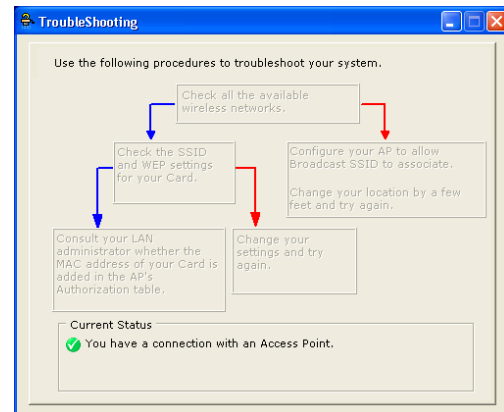 TroubleShooting
Use the following procedures to troubleshoot your system.
Check all the available
wireless networks.
Check the SSID
and WEP settings
for your Card.
Configure your AP to allow
Broadcast SSID to associate.
Change your location by a few
feet and try again.
Consult your LAN
administrator whether the
MAC address of your Card is
added in the AP's
Authorization table.
Change your
settings and try
again.
Current Status
You have a connection with an Access Point.